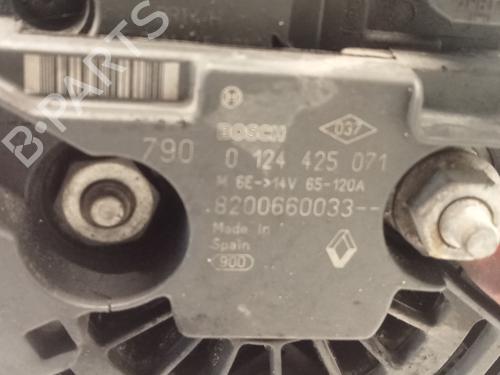 BOSCH
037
790 0 124 425 071
M 6E->14V 65-120A
8200660033--
Made in
Spain
900
B-PARTS